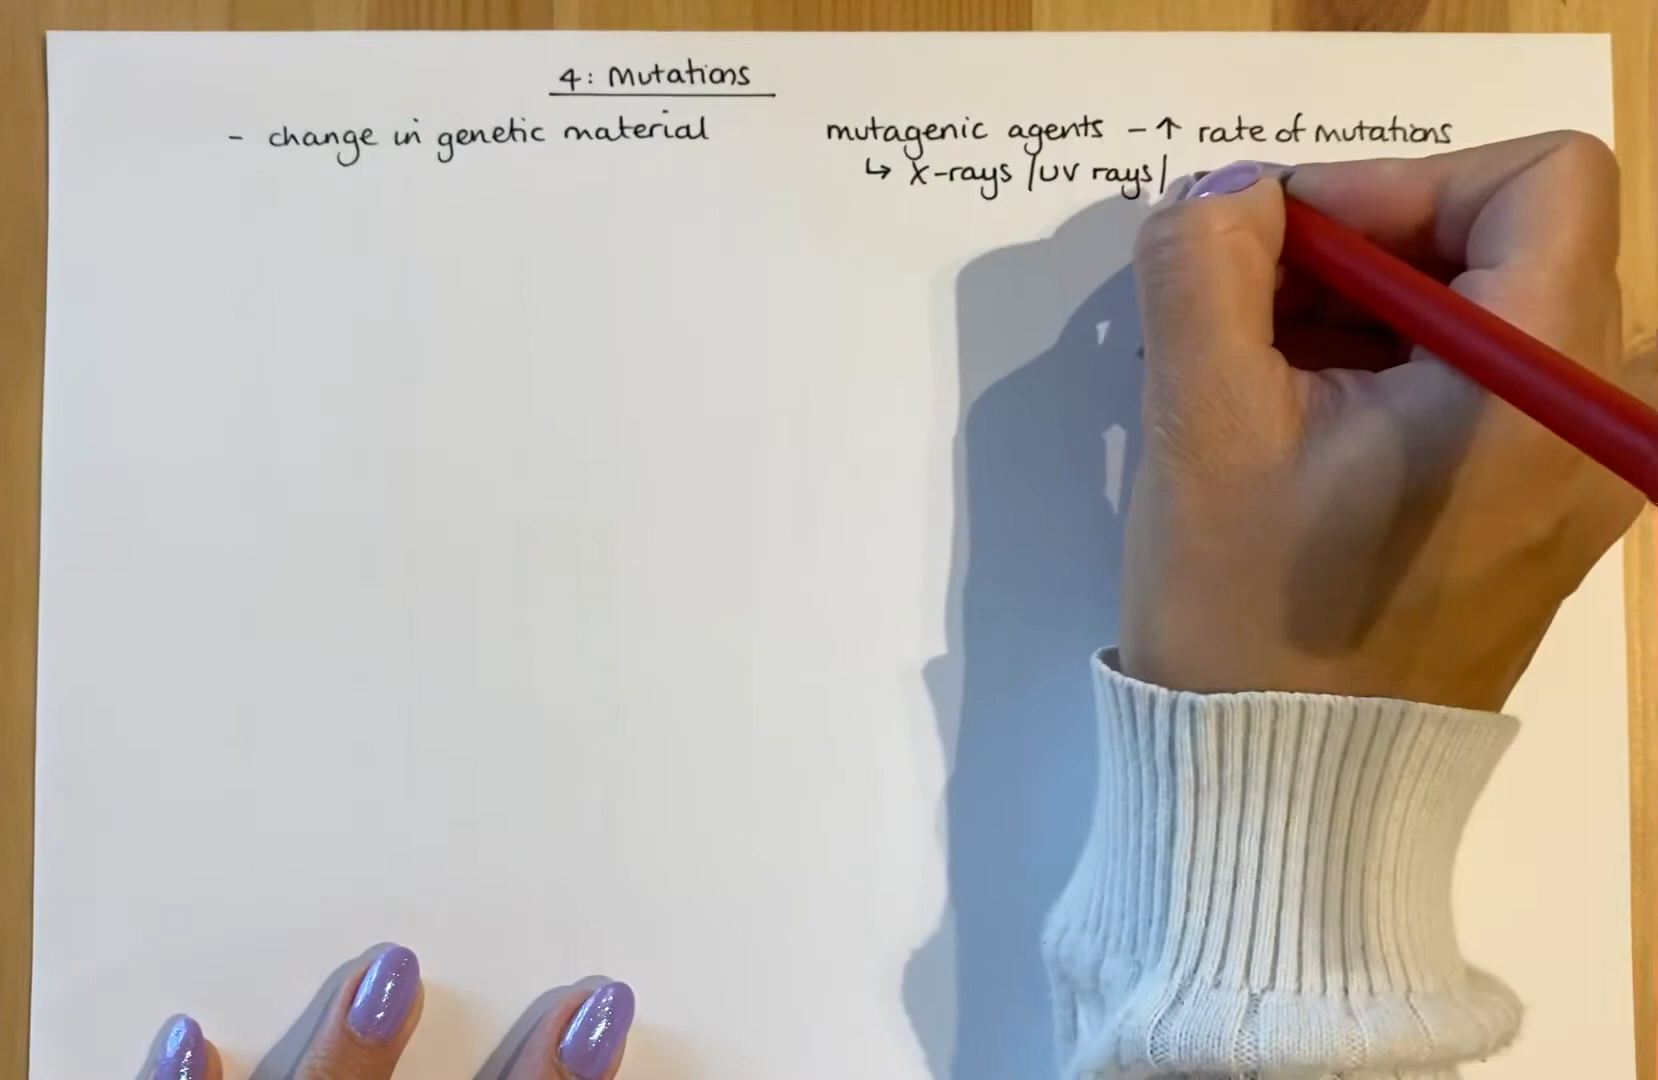 4: Mutations
- change in genetic material
mutagenic agents - ↑ rate of mutations
↳ x-rays / UV rays /